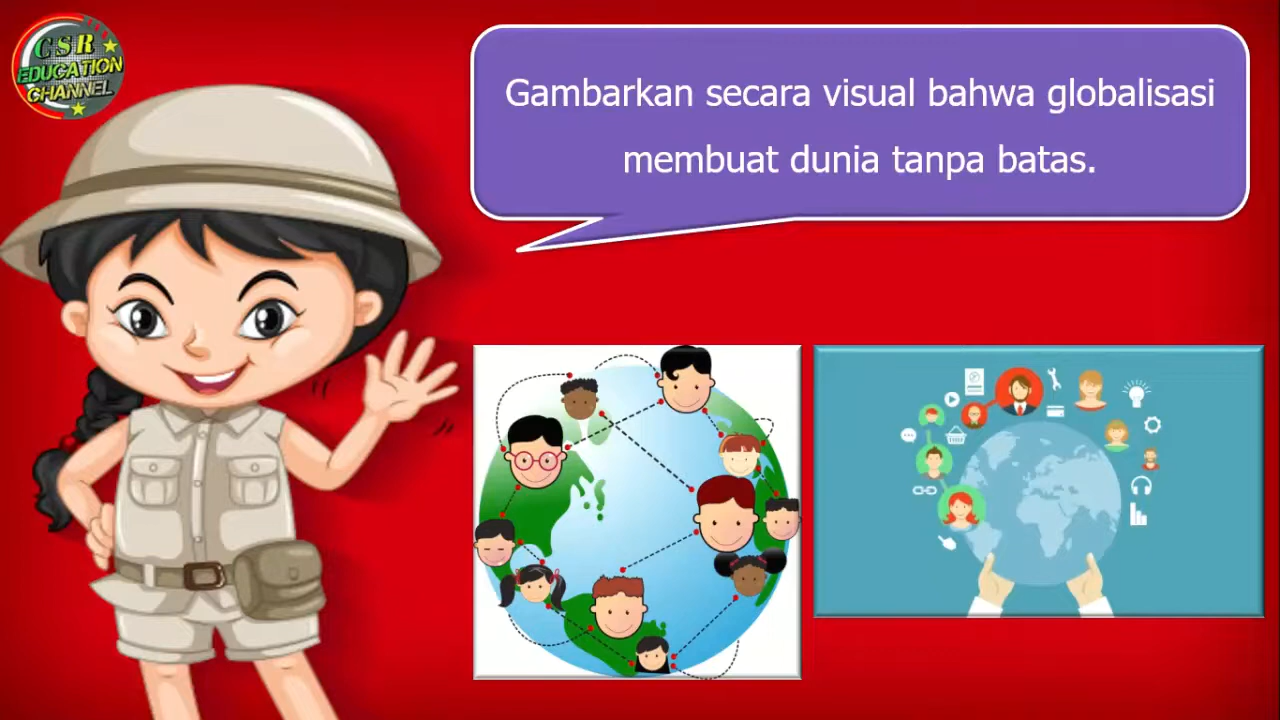 CSR
EDUCATION
CHANNEL
Gambarkan secara visual bahwa globalisasi
membuat dunia tanpa batas.